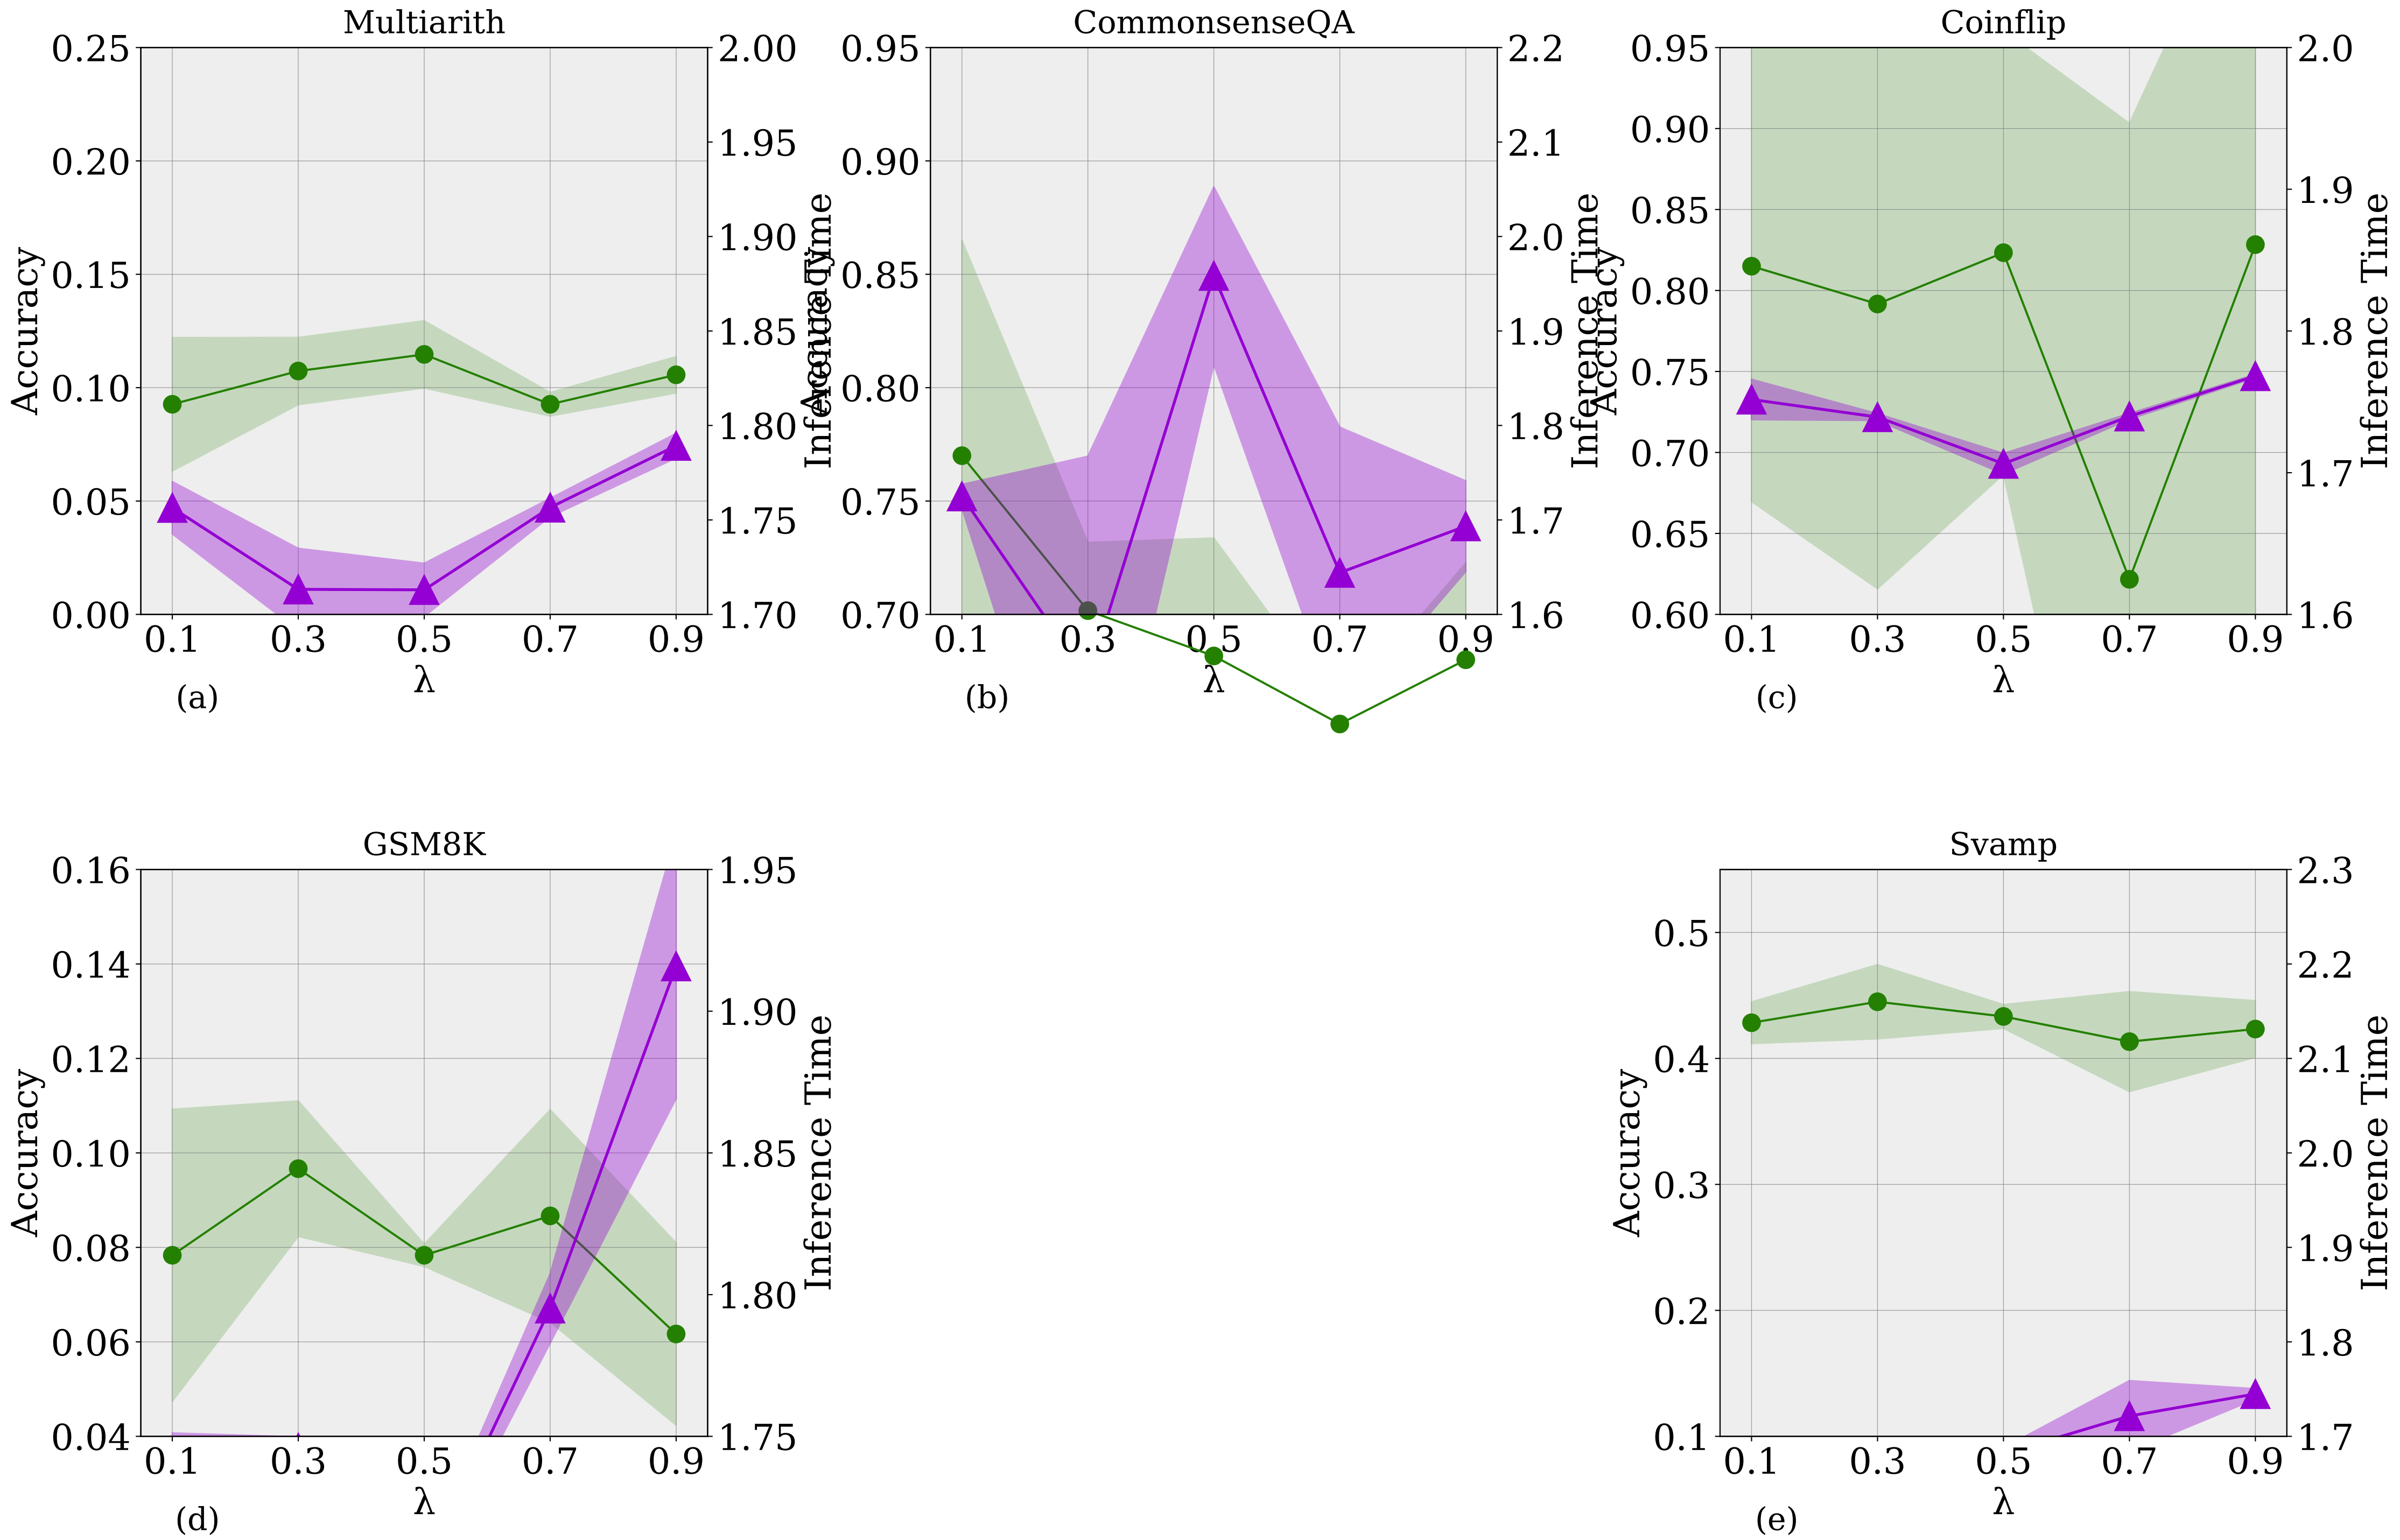 Multiarith
0.25
0.20
0.15
0.10
0.05
0.00
Accuracy
2.00
1.95
1.90
1.85
1.80
1.75
1.70
Inference Time
0.1 0.3 0.5 0.7 0.9
λ
(a)
CommonsenseQA
0.95
0.90
0.85
0.80
0.75
0.70
Accuracy
2.2
2.1
2.0
1.9
1.8
1.7
1.6
Inference Time
0.1 0.3 0.5 0.7 0.9
λ
(b)
Coinflip
0.95
0.90
0.85
0.80
0.75
0.70
0.65
0.60
Accuracy
2.0
1.9
1.8
1.7
1.6
Inference Time
0.1 0.3 0.5 0.7 0.9
λ
(c)
GSM8K
0.16
0.14
0.12
0.10
0.08
0.06
0.04
Accuracy
1.95
1.90
1.85
1.80
1.75
Inference Time
0.1 0.3 0.5 0.7 0.9
λ
(d)
Svamp
0.5
0.4
0.3
0.2
0.1
Accuracy
2.3
2.2
2.1
2.0
1.9
1.8
1.7
Inference Time
0.1 0.3 0.5 0.7 0.9
λ
(e)